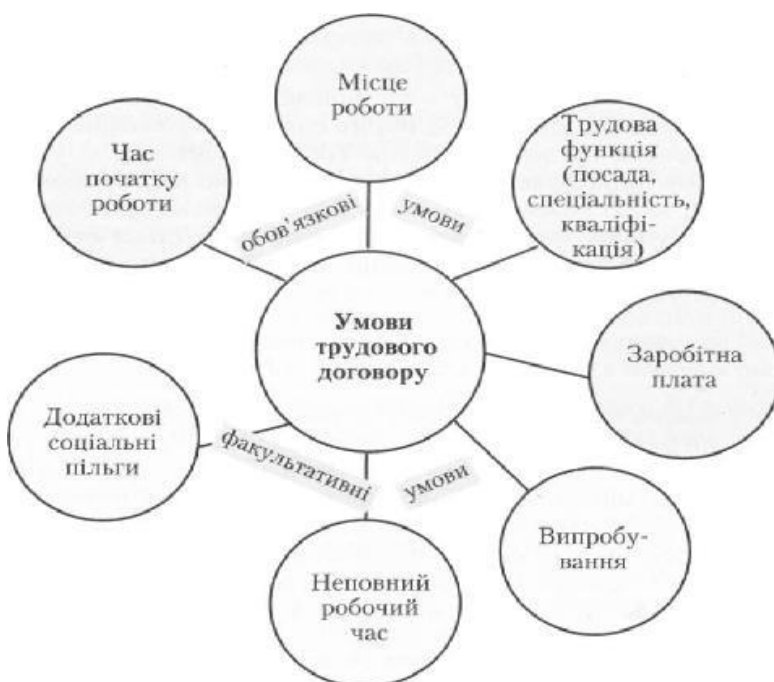 Місце
роботи
Час
початку
роботи
Трудова
функція
(посада,
спеціальність,
кваліфі-
кація)
обов'язкові
умови
Умови
трудового
договору
Заробітна
плата
Додаткові
соціальні
пільги
факультативні
умови
Випробу-
вання
Неповний
робочий
час